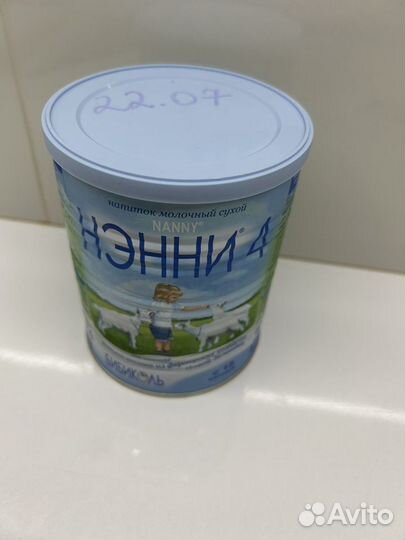 22.07
напиток молочный сухой
NANNY®
НЭННИ® 4
БИБИКОЛЬ
Avito